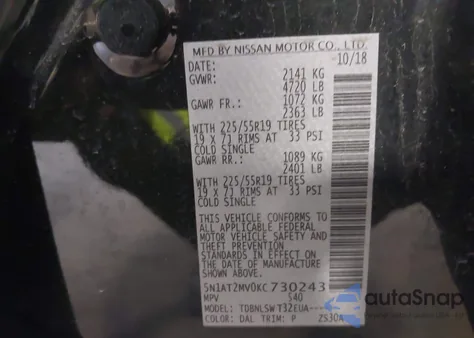 MFD BY NISSAN MOTOR CO., LTD.
DATE: 10/18
GVWR: 2141 KG
4720 LB
GAWR FR.: 1072 KG
2363 LB
WITH 225/55R19 TIRES
19 X 7J RIMS AT 33 PSI
COLD SINGLE
GAWR RR.: 1089 KG
2401 LB
WITH 225/55R19 TIRES
19 X 7J RIMS AT 33 PSI
COLD SINGLE
THIS VEHICLE CONFORMS TO
ALL APPLICABLE FEDERAL
MOTOR VEHICLE SAFETY AND
THEFT PREVENTION
STANDARDS IN EFFECT ON THE
DATE OF MANUFACTURE
SHOWN ABOVE.
5N1AT2MV0KC730243
MPV 540
TDBNLSW T32EUA----
COLOR: DAL TRIM: P ZS30A
autoSnap